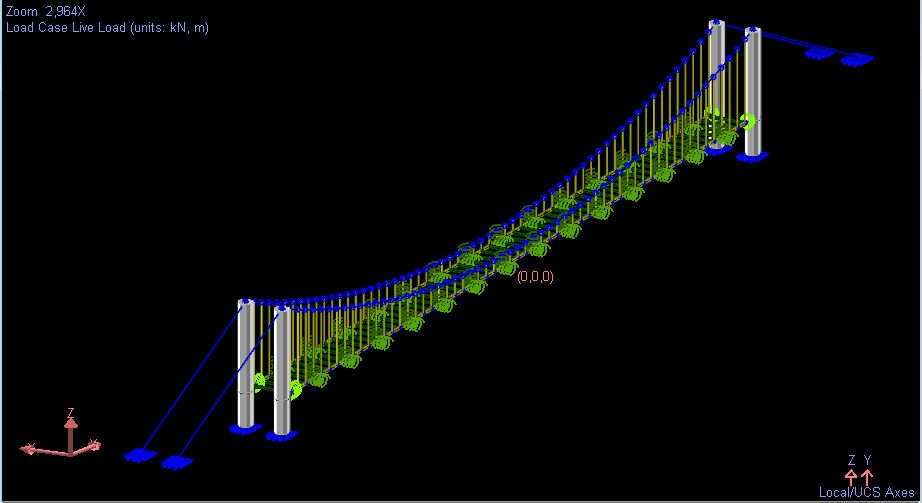 Zoom 2,964X
Load Case Live Load (units: kN, m)
(0,0,0)
Z
Z Y
Local/UCS Axes